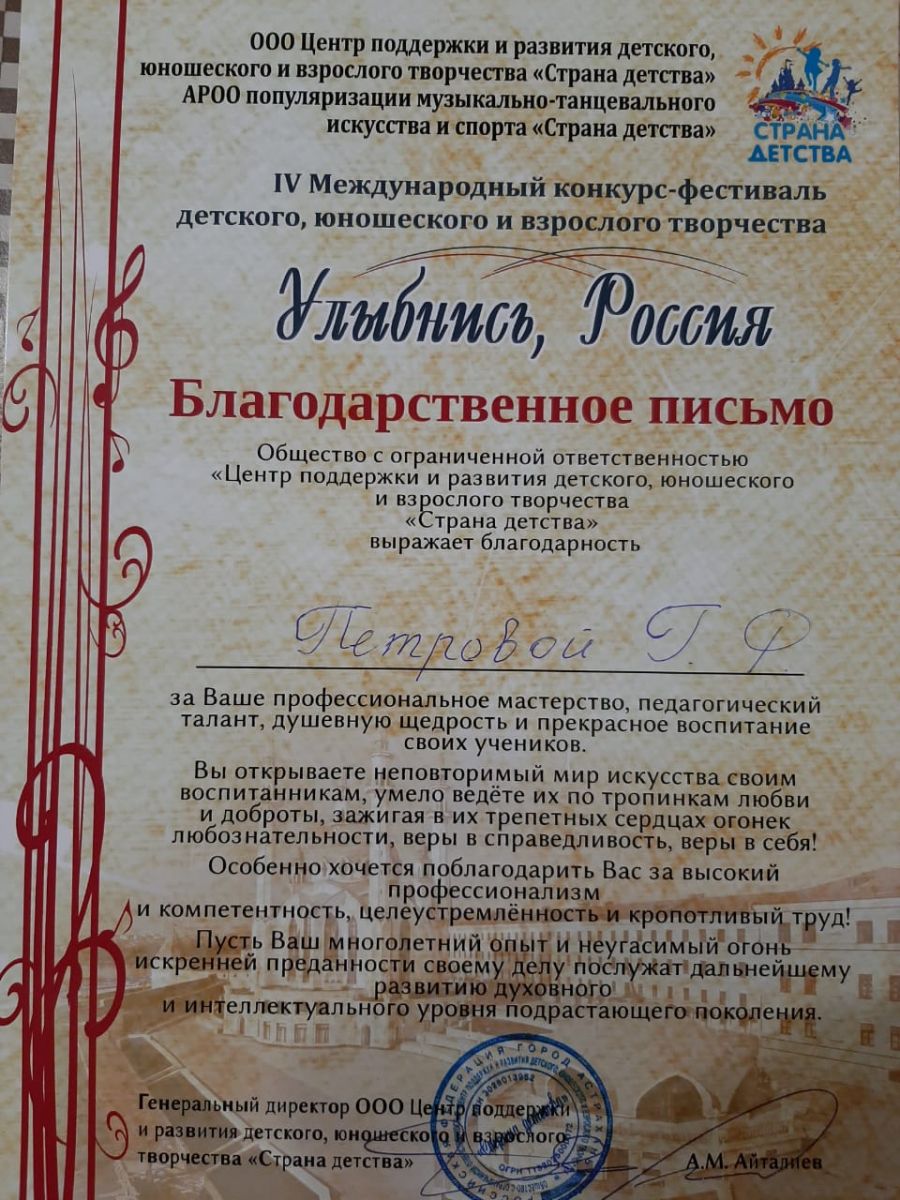 ООО Центр поддержки и развития детского,
юношеского и взрослого творчества «Страна детства»
АРОО популяризации музыкально-танцевального
искусства и спорта «Страна детства»
СТРАНА
ДЕТСТВА
IV Международный конкурс-фестиваль
детского, юношеского и взрослого творчества
Улыбнись, Россия
Благодарственное письмо
Общество с ограниченной ответственностью
«Центр поддержки и развития детского, юношеского
и взрослого творчества
«Страна детства»
выражает благодарность
Петровой Г. Ф
за Ваше профессиональное мастерство, педагогический
талант, душевную щедрость и прекрасное воспитание
своих учеников.
Вы открываете неповторимый мир искусства своим
воспитанникам, умело ведёте их по тропинкам любви
и доброты, зажигая в их трепетных сердцах огонек
любознательности, веры в справедливость, веры в себя!
Особенно хочется поблагодарить Вас за высокий
профессионализм
и компетентность, целеустремлённость и кропотливый труд!
Пусть Ваш многолетний опыт и неугасимый огонь
искренней преданности своему делу послужат дальнейшему
развитию духовного
и интеллектуального уровня подрастающего поколения.
Генеральный директор ООО Центр поддержки
и развития детского, юношеского и взрослого
творчества «Страна детства»
А.М. Айталиев
РОССИЙСКАЯ ФЕДЕРАЦИЯ ГОРОД АСТРАХАНЬ
«Страна детства»